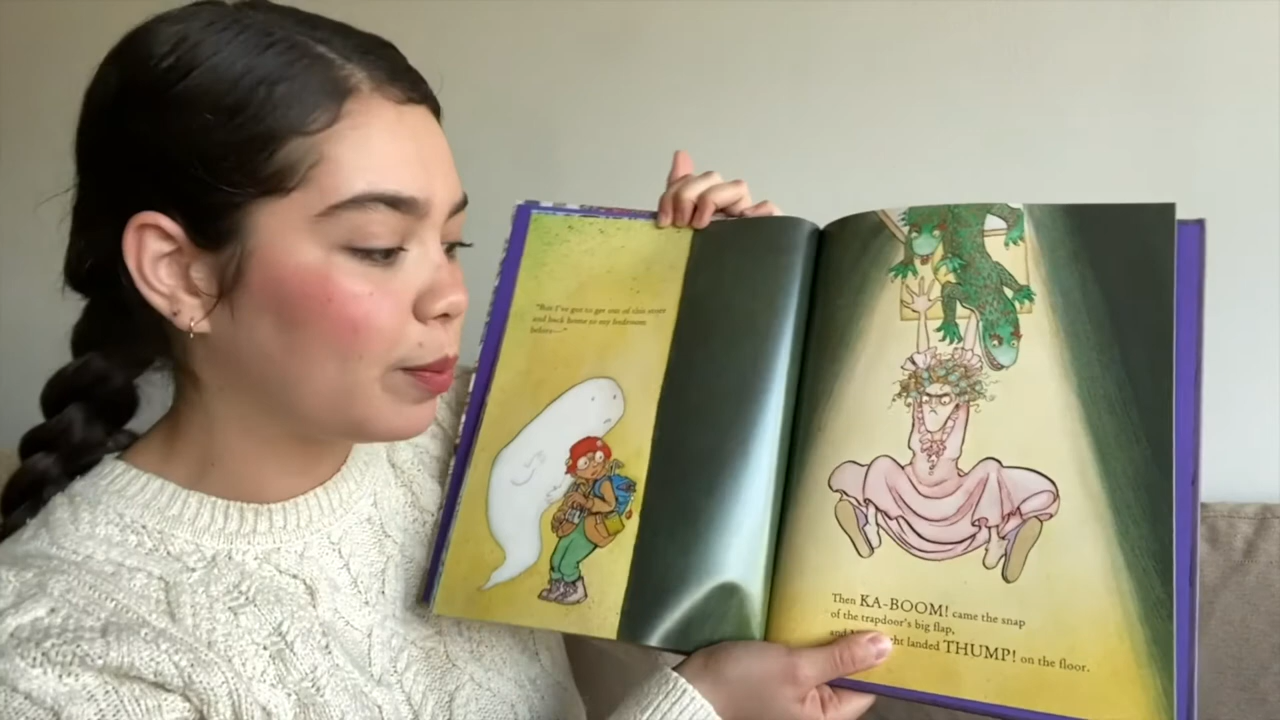 "But I've got to get out of this story
and back home to my bedroom
before—"
Then KA-BOOM! came the snap
of the trapdoor's big flap,
and ght landed THUMP! on the floor.